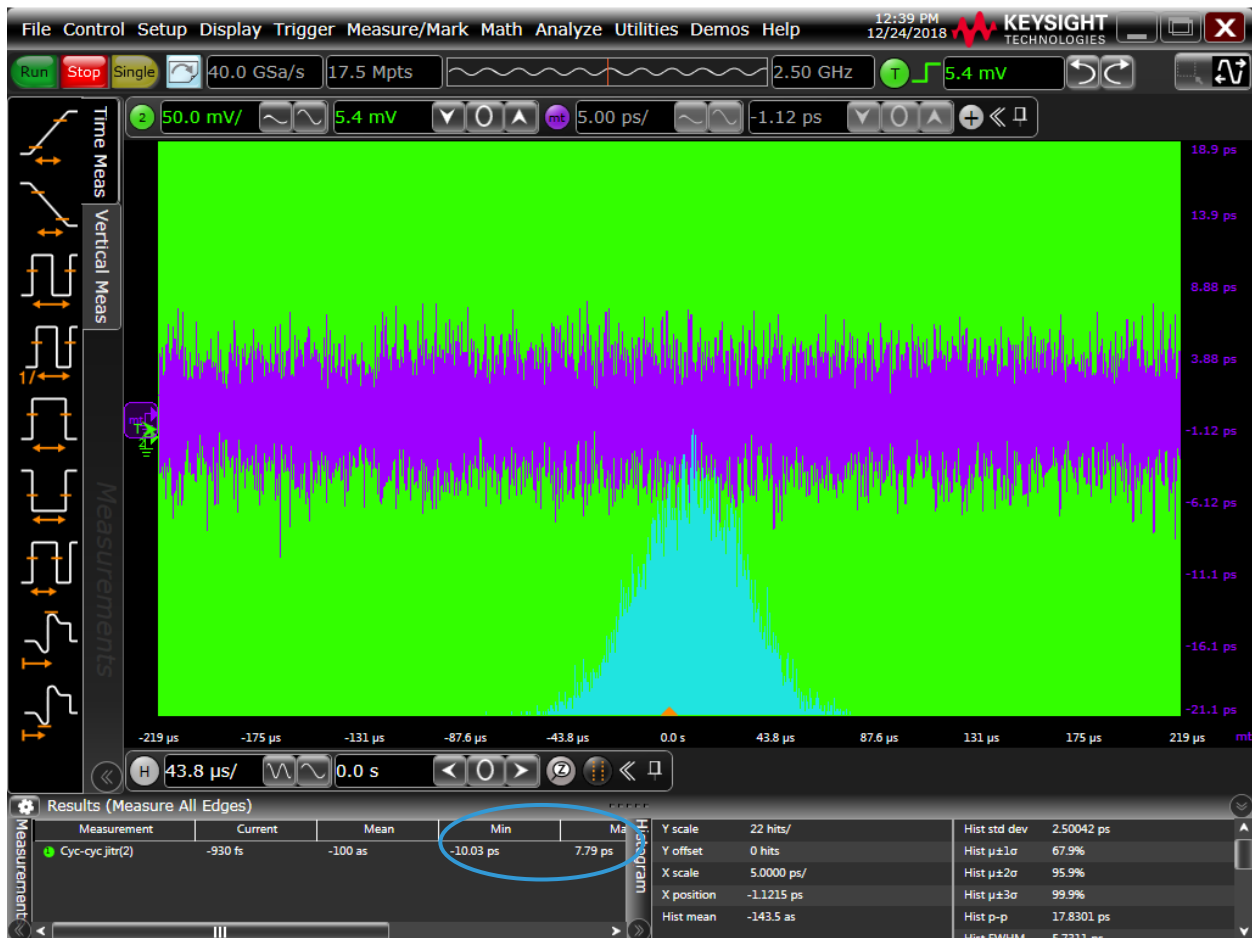 File Control Setup Display Trigger Measure/Mark Math Analyze Utilities Demos Help
12:39 PM
12/24/2018
KEYSIGHT
TECHNOLOGIES
Run Stop Single 40.0 GSa/s 17.5 Mpts 2.50 GHz T 5.4 mV
2 50.0 mV/ 5.4 mV 0 mt 5.00 ps/ -1.12 ps 0
Time Meas
Vertical Meas
Measurements
1/
18.9 ps
13.9 ps
8.88 ps
3.88 ps
-1.12 ps
-6.12 ps
-11.1 ps
-16.1 ps
-21.1 ps
mt
T
2
-219 µs -175 µs -131 µs -87.6 µs -43.8 µs 0.0 s 43.8 µs 87.6 µs 131 µs 175 µs 219 µs mt
H 43.8 µs/ 0.0 s 0 Z
Results (Measure All Edges)
Measurement
Measurement Current Mean Min Ma
Cyc-cyc jitr(2) -930 fs -100 as -10.03 ps 7.79 ps
Histogram
Y scale 22 hits/ Hist std dev 2.50042 ps
Y offset 0 hits Hist µ±1σ 67.9%
X scale 5.0000 ps/ Hist µ±2σ 95.9%
X position -1.1215 ps Hist µ±3σ 99.9%
Hist mean -143.5 as Hist p-p 17.8301 ps